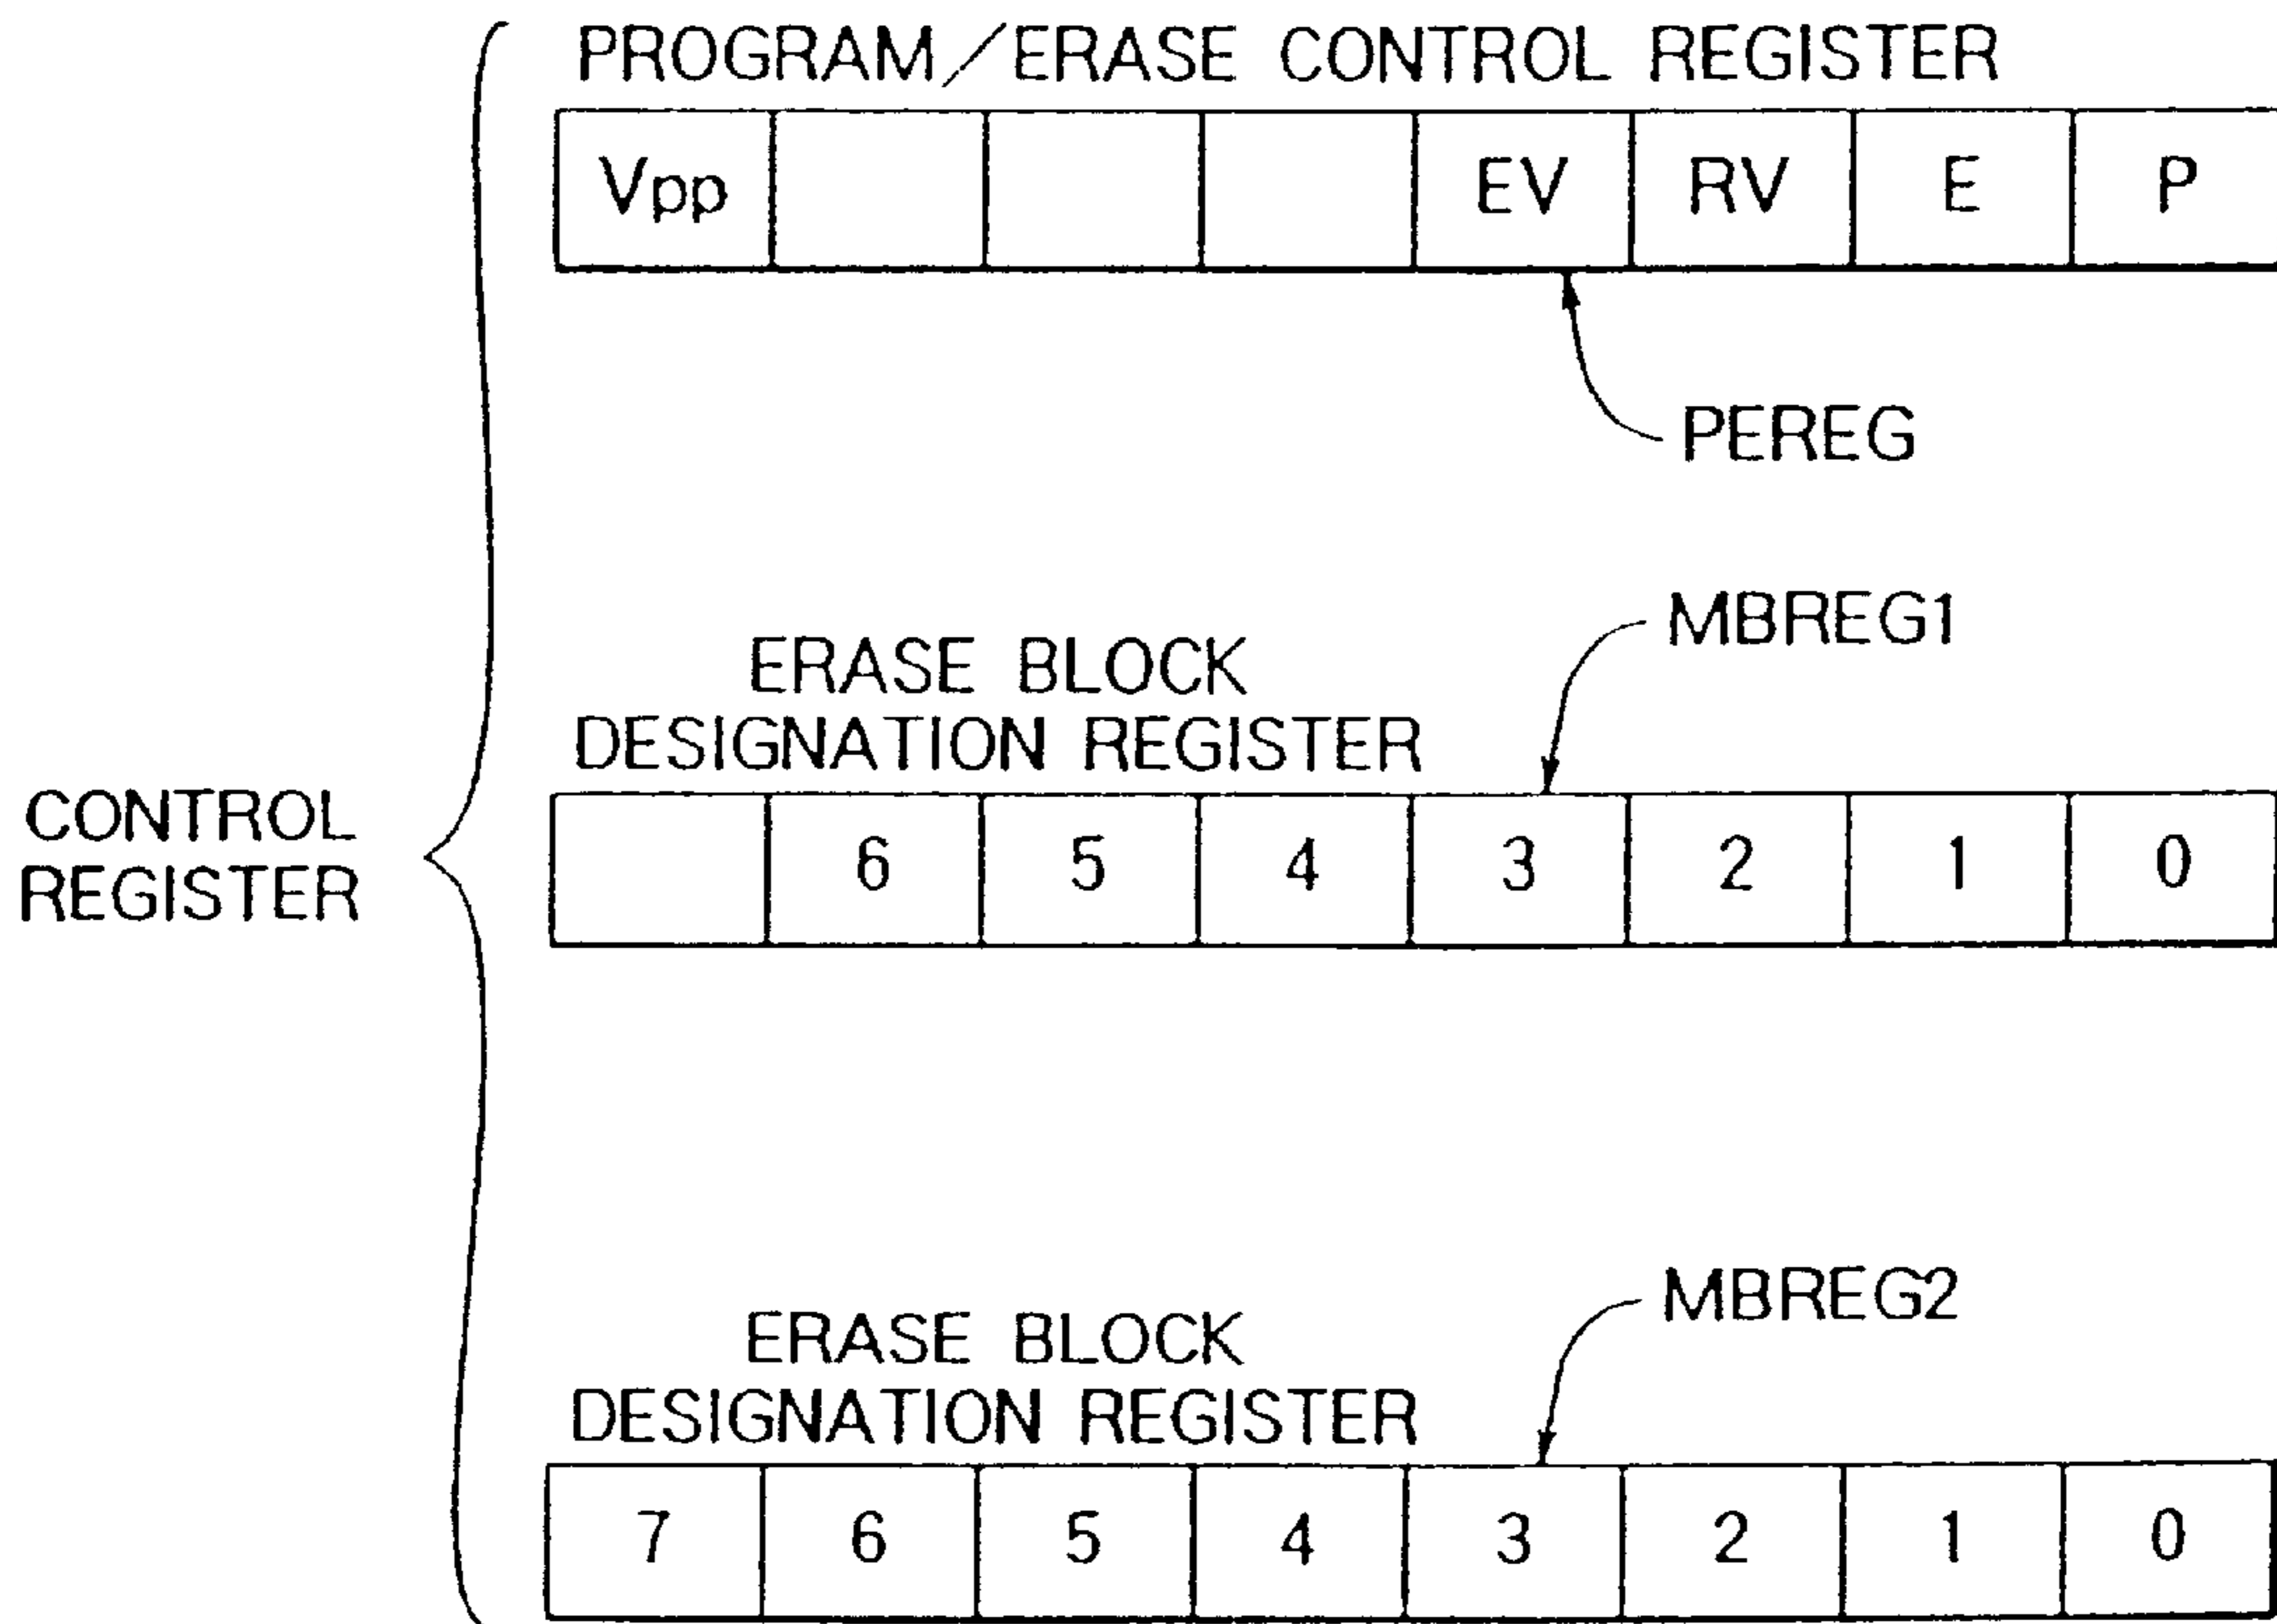 PROGRAM/ERASE CONTROL REGISTER
Vpp EV RV E P
PEREG
MBREG1
ERASE BLOCK
DESIGNATION REGISTER
6 5 4 3 2 1 0
CONTROL
REGISTER
MBREG2
ERASE BLOCK
DESIGNATION REGISTER
7 6 5 4 3 2 1 0